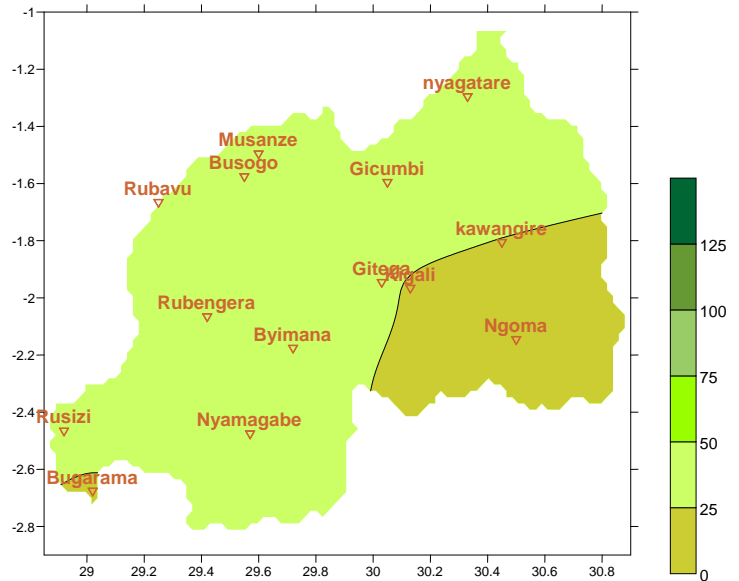 -1
-1.2
-1.4
-1.6
-1.8
-2
-2.2
-2.4
-2.6
-2.8
nyagatare
Musanze
Busogo
Gicumbi
Rubavu
kawangire
Gitega
Kigali
Rubengera
Ngoma
Byimana
Rusizi
Nyamagabe
Bugarama
29 29.2 29.4 29.6 29.8 30 30.2 30.4 30.6 30.8
125
100
75
50
25
0